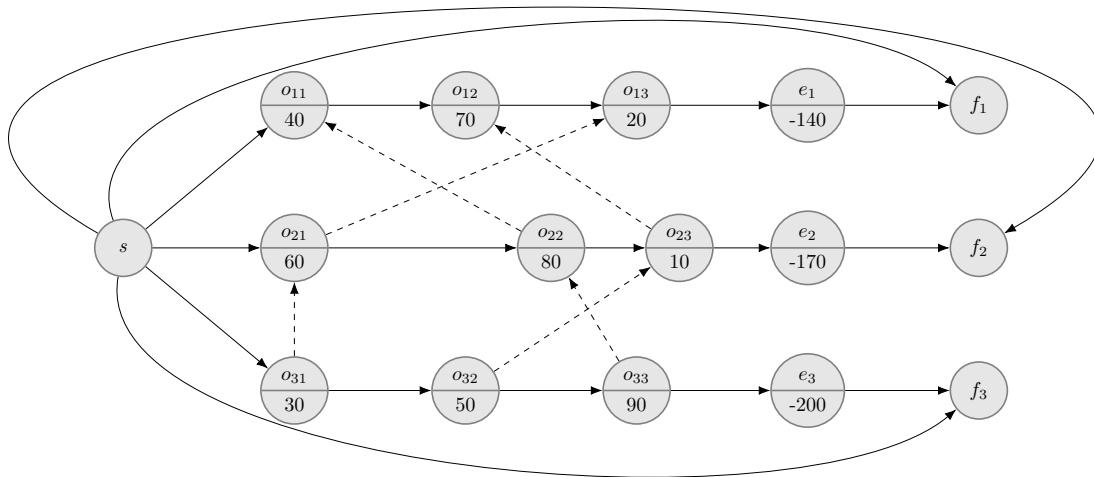 o₁₁ o₁₂ o₁₃ e₁
40 70 20 -140
f₁
o₂₁ o₂₂ o₂₃ e₂
s
f₂
60 80 10 -170
o₃₁ o₃₂ o₃₃ e₃
30 50 90 -200
f₃